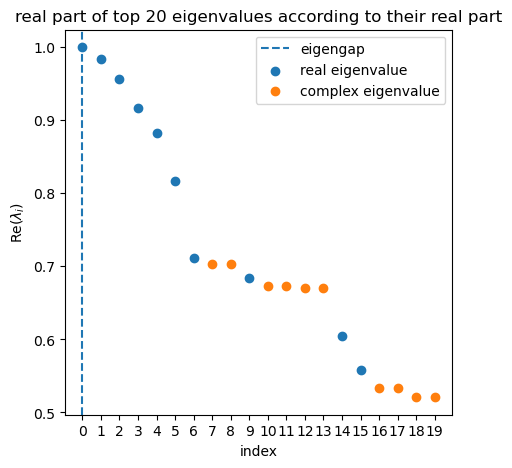 real part of top 20 eigenvalues according to their real part
eigengap
real eigenvalue
complex eigenvalue
1.0
0.9
0.8
0.7
0.6
0.5
Re(λᵢ)
0 1 2 3 4 5 6 7 8 9 10 11 12 13 14 15 16 17 18 19
index